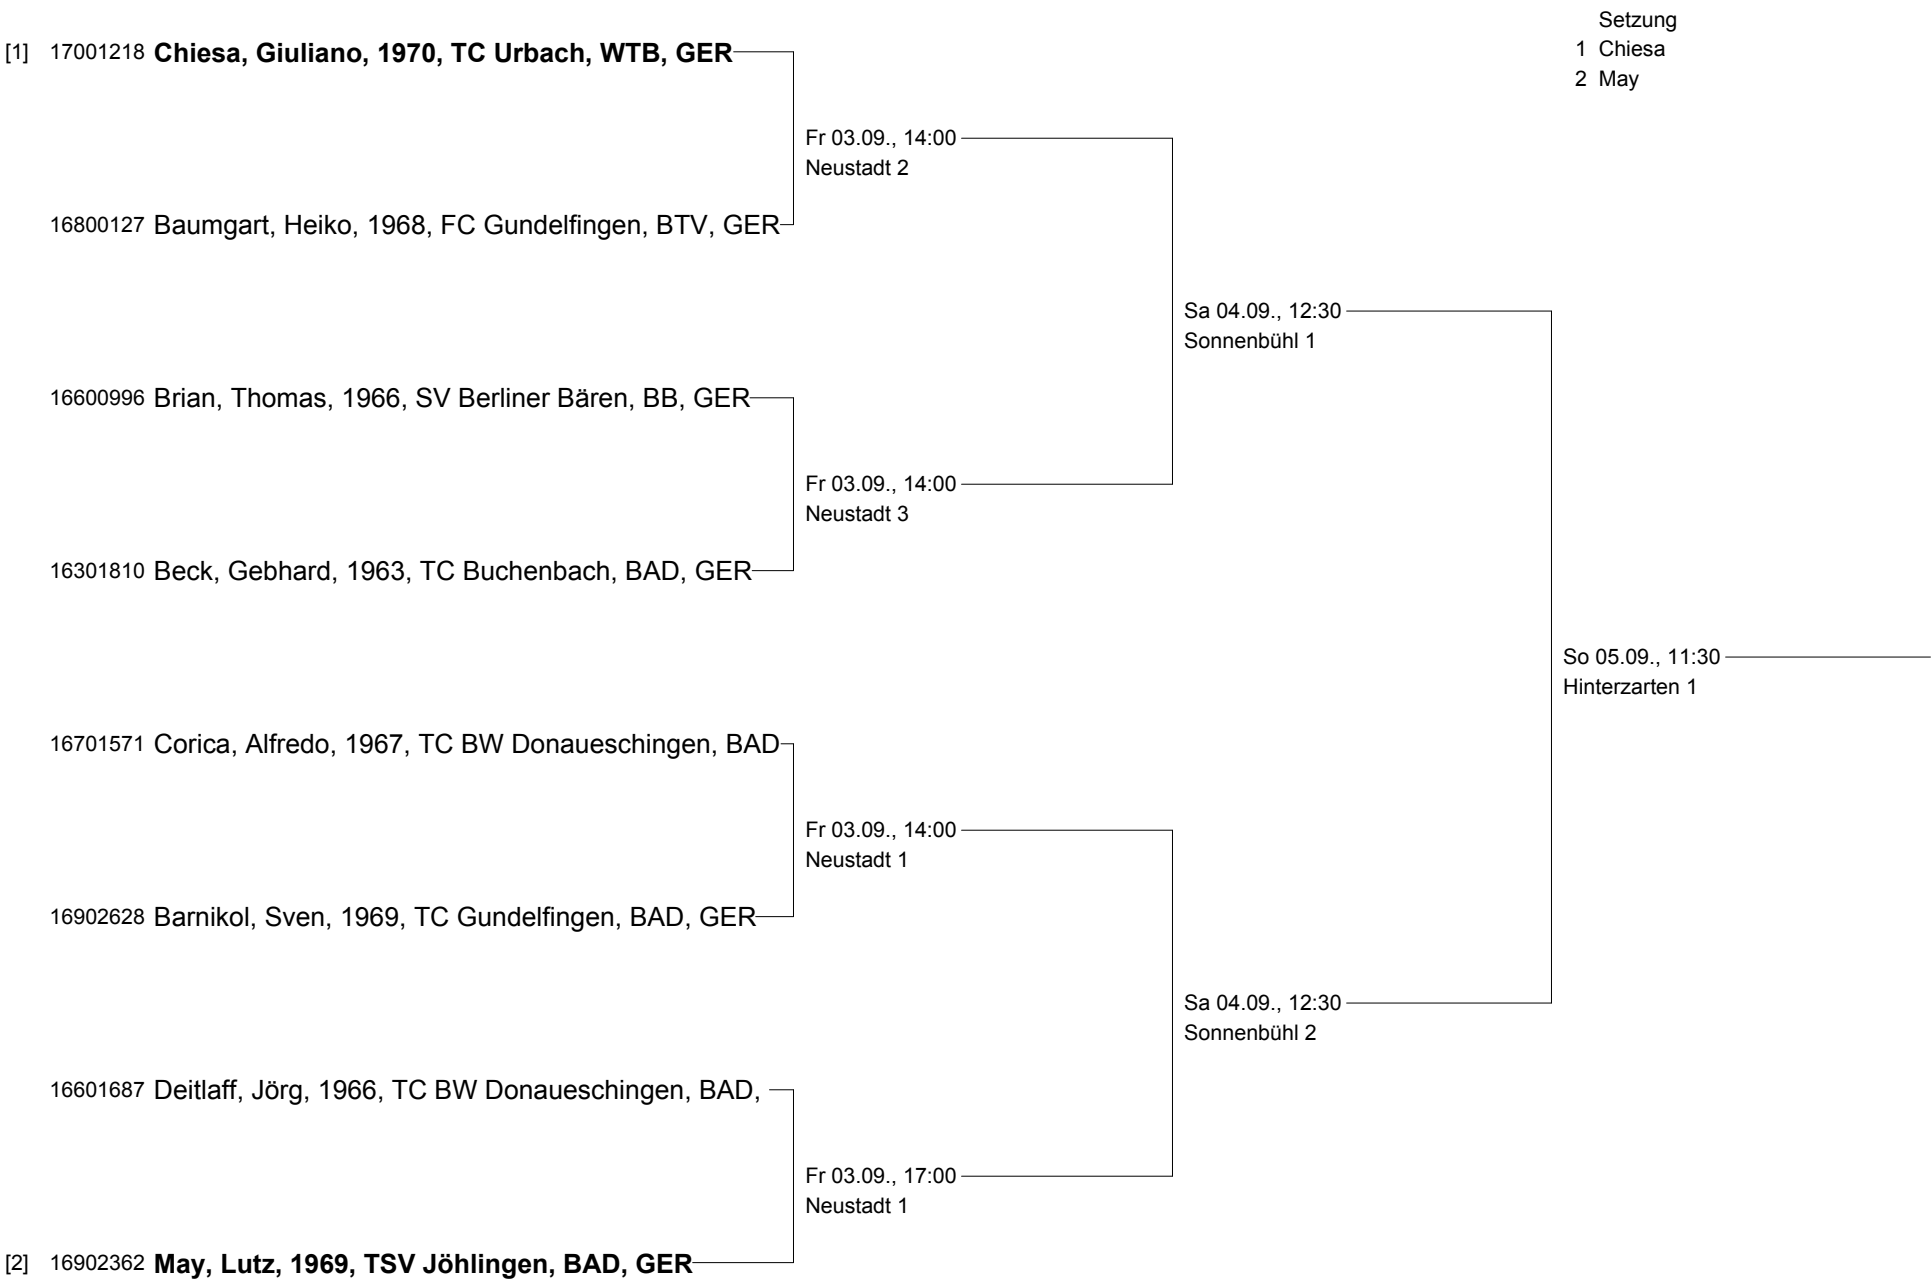 Setzung
1 Chiesa
2 May
[1] 17001218 Chiesa, Giuliano, 1970, TC Urbach, WTB, GER
Fr 03.09., 14:00
Neustadt 2
16800127 Baumgart, Heiko, 1968, FC Gundelfingen, BTV, GER
Sa 04.09., 12:30
Sonnenbühl 1
16600996 Brian, Thomas, 1966, SV Berliner Bären, BB, GER
Fr 03.09., 14:00
Neustadt 3
16301810 Beck, Gebhard, 1963, TC Buchenbach, BAD, GER
So 05.09., 11:30
Hinterzarten 1
16701571 Corica, Alfredo, 1967, TC BW Donaueschingen, BAD
Fr 03.09., 14:00
Neustadt 1
16902628 Barnikol, Sven, 1969, TC Gundelfingen, BAD, GER
Sa 04.09., 12:30
Sonnenbühl 2
16601687 Deitlaff, Jörg, 1966, TC BW Donaueschingen, BAD,
Fr 03.09., 17:00
Neustadt 1
[2] 16902362 May, Lutz, 1969, TSV Jöhlingen, BAD, GER